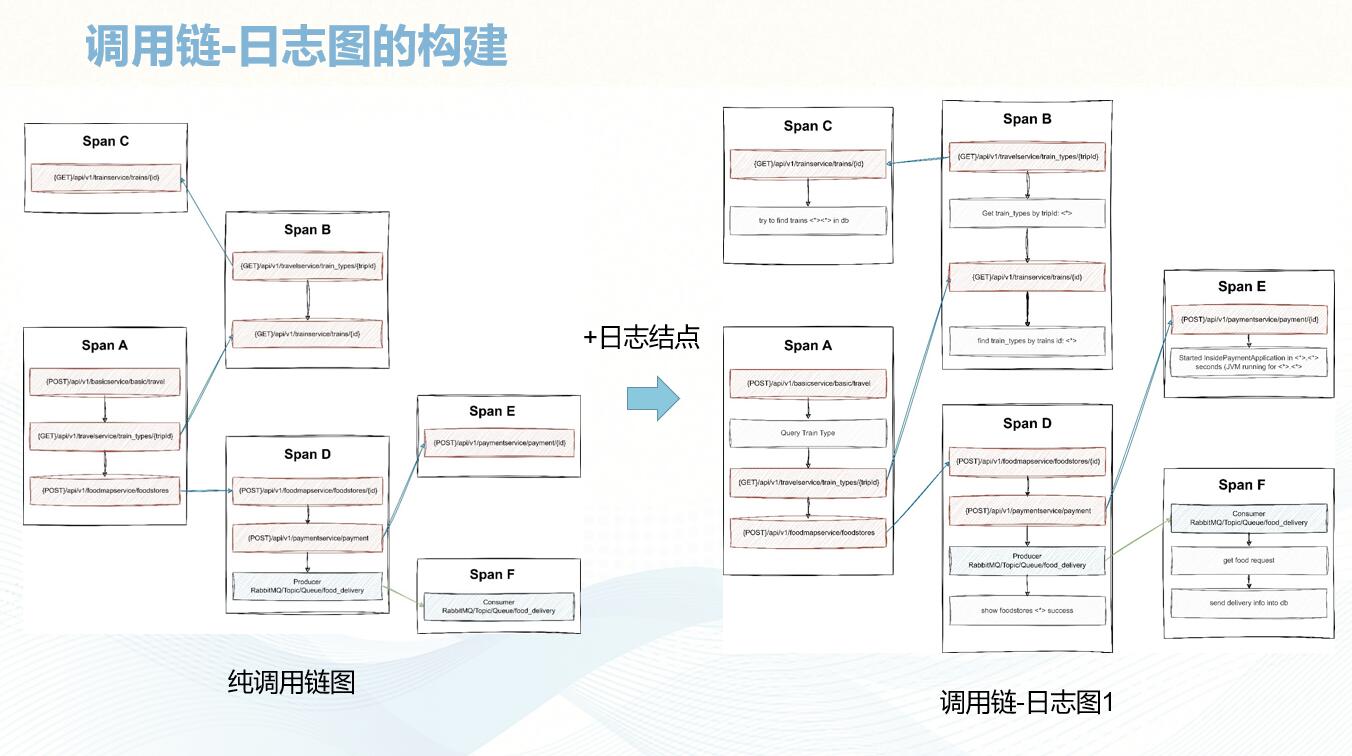 调用链-日志图的构建
Span C
{GET}/api/v1/trainservice/trains/{id}
Span B
{GET}/api/v1/travelservice/train_types/{tripId}
{GET}/api/v1/trainservice/trains/{id}
Span A
{POST}/api/v1/basicservice/basic/travel
{GET}/api/v1/travelservice/train_types/{tripId}
{POST}/api/v1/foodmapservice/foodstores
Span D
{POST}/api/v1/foodmapservice/foodstores/{id}
{POST}/api/v1/paymentservice/payment
Producer
RabbitMQ/Topic/Queue/food_delivery
Span E
{POST}/api/v1/paymentservice/payment/{id}
Span F
Consumer
RabbitMQ/Topic/Queue/food_delivery
纯调用链图
+日志结点
Span C
{GET}/api/v1/trainservice/trains/{id}
try to find trains <*><*> in db
Span B
{GET}/api/v1/travelservice/train_types/{tripId}
Get train_types by tripId: <*>
{GET}/api/v1/trainservice/trains/{id}
find train_types by trains id: <*>
Span A
{POST}/api/v1/basicservice/basic/travel
Query Train Type
{GET}/api/v1/travelservice/train_types/{tripId}
{POST}/api/v1/foodmapservice/foodstores
Span D
{POST}/api/v1/foodmapservice/foodstores/{id}
{POST}/api/v1/paymentservice/payment
Producer
RabbitMQ/Topic/Queue/food_delivery
show foodstores <*> success
Span E
{POST}/api/v1/paymentservice/payment/{id}
Started InsidePaymentApplication in <*>.<*>
seconds (JVM running for <*>.<*>
Span F
Consumer
RabbitMQ/Topic/Queue/food_delivery
get food request
send delivery info into db
调用链-日志图1